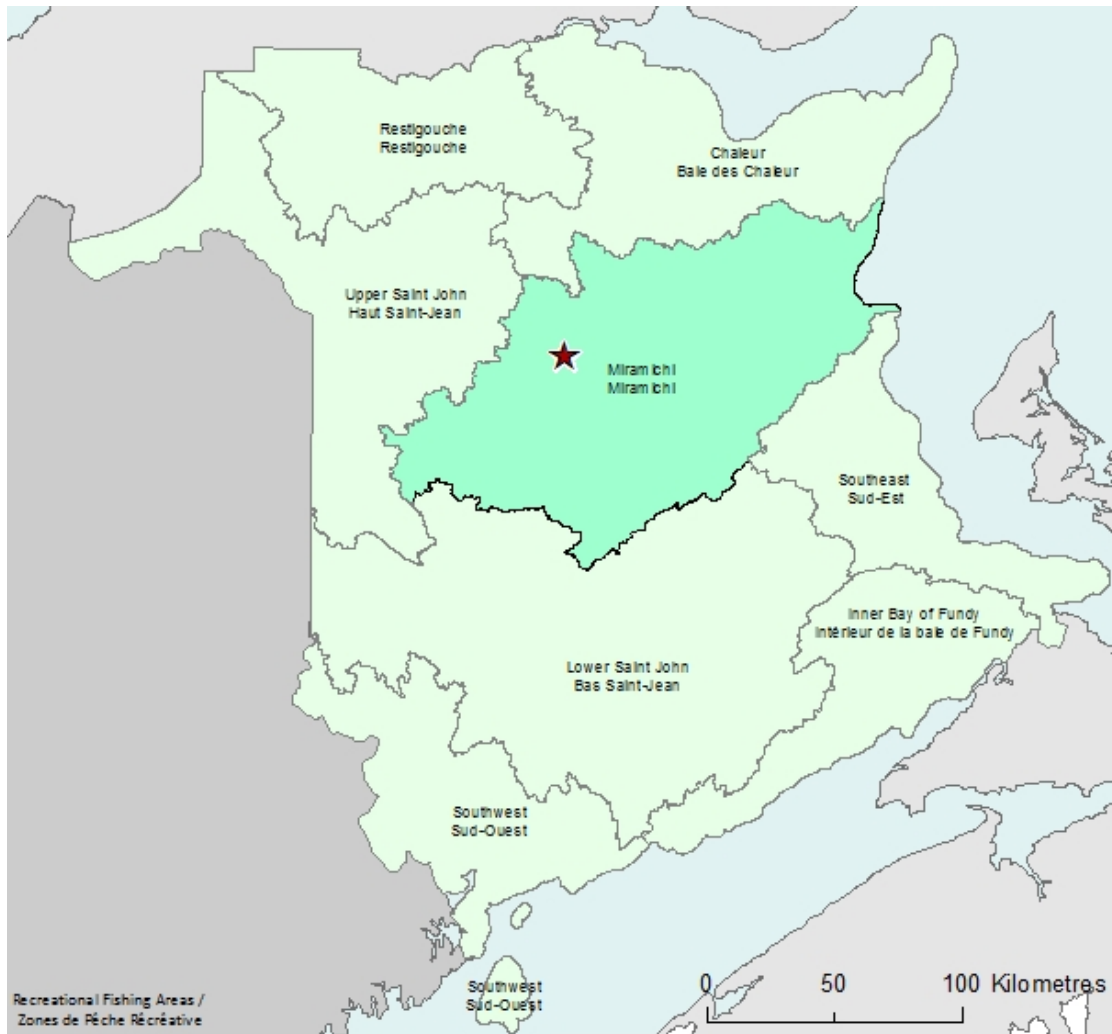 Restigouche
Restigouche
Chaleur
Baie des Chaleur
Upper Saint John
Haut Saint-Jean
Miramichi
Miramichi
Southeast
Sud-Est
Inner Bay of Fundy
Intérieur de la baie de Fundy
Lower Saint John
Bas Saint-Jean
Southwest
Sud-Ouest
Southwest
Sud-Ouest
0 50 100 Kilometres
Recreational Fishing Areas /
Zones de Pêche Récréative